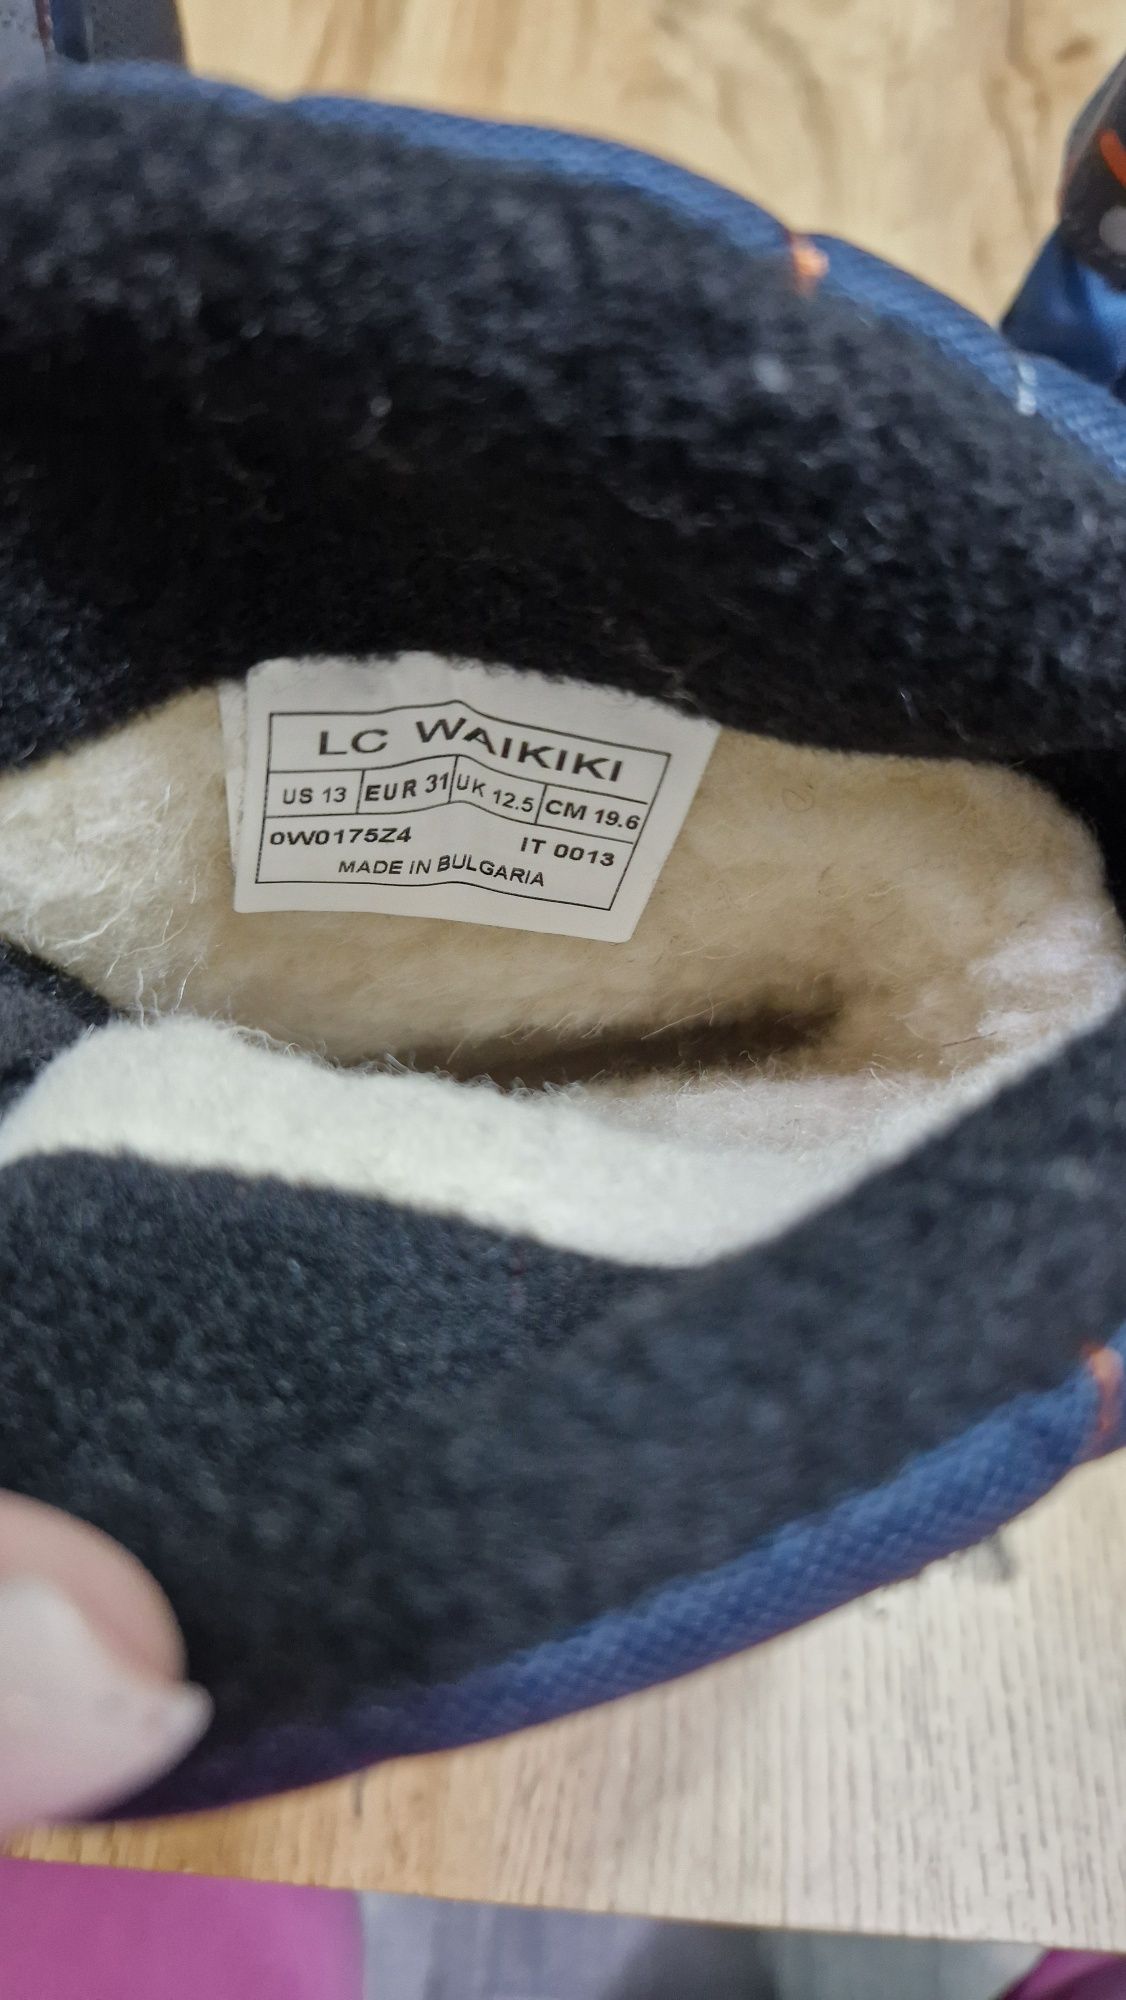 LC WAIKIKI
US 13 EUR 31 UK 12.5 CM 19.6
0W0175Z4 IT 0013
MADE IN BULGARIA